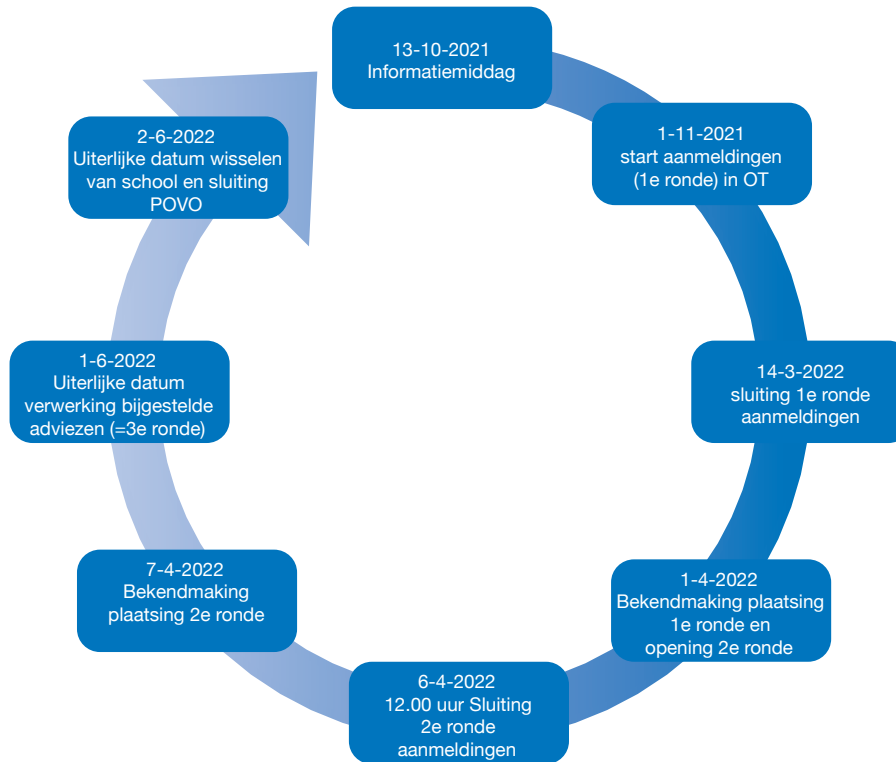 13-10-2021
Informatiemiddag
1-11-2021
start aanmeldingen
(1e ronde) in OT
14-3-2022
sluiting 1e ronde
aanmeldingen
1-4-2022
Bekendmaking plaatsing
1e ronde en
opening 2e ronde
6-4-2022
12.00 uur Sluiting
2e ronde
aanmeldingen
7-4-2022
Bekendmaking
plaatsing 2e ronde
1-6-2022
Uiterlijke datum
verwerking bijgestelde
adviezen (=3e ronde)
2-6-2022
Uiterlijke datum wisselen
van school en sluiting
POVO